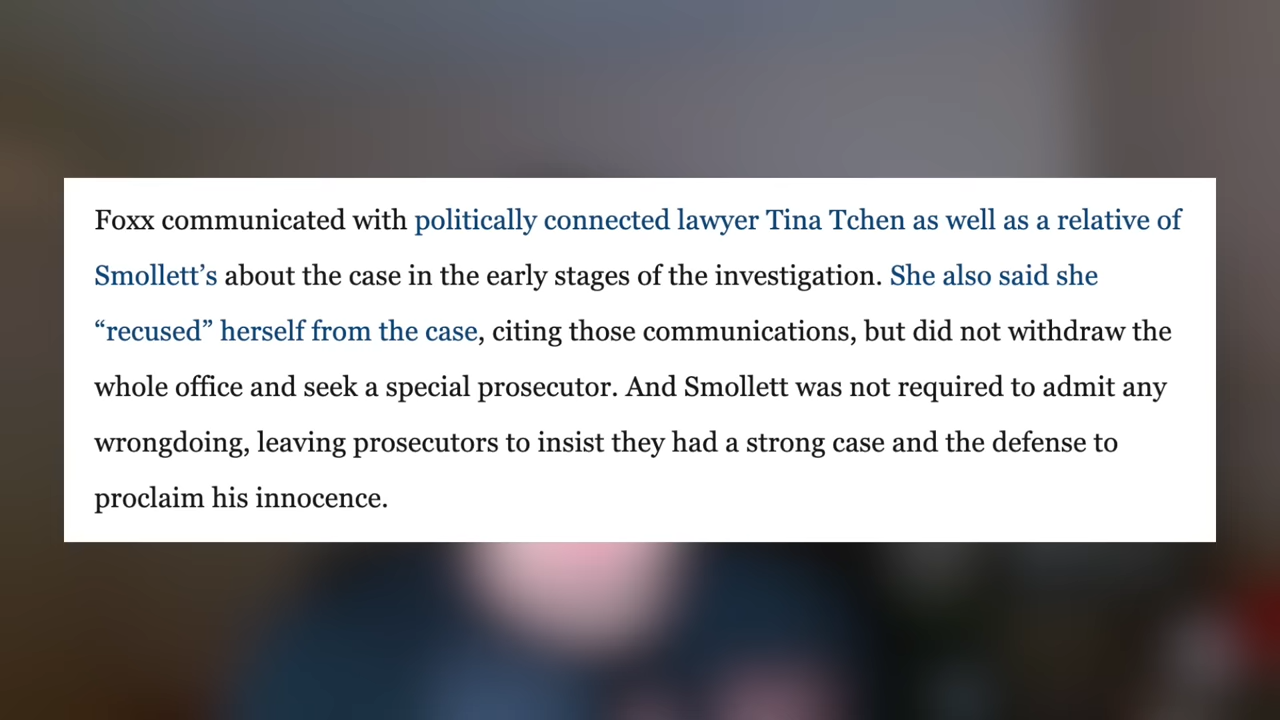 Foxx communicated with politically connected lawyer Tina Tchen as well as a relative of
Smollett’s about the case in the early stages of the investigation. She also said she
“recused” herself from the case, citing those communications, but did not withdraw the
whole office and seek a special prosecutor. And Smollett was not required to admit any
wrongdoing, leaving prosecutors to insist they had a strong case and the defense to
proclaim his innocence.